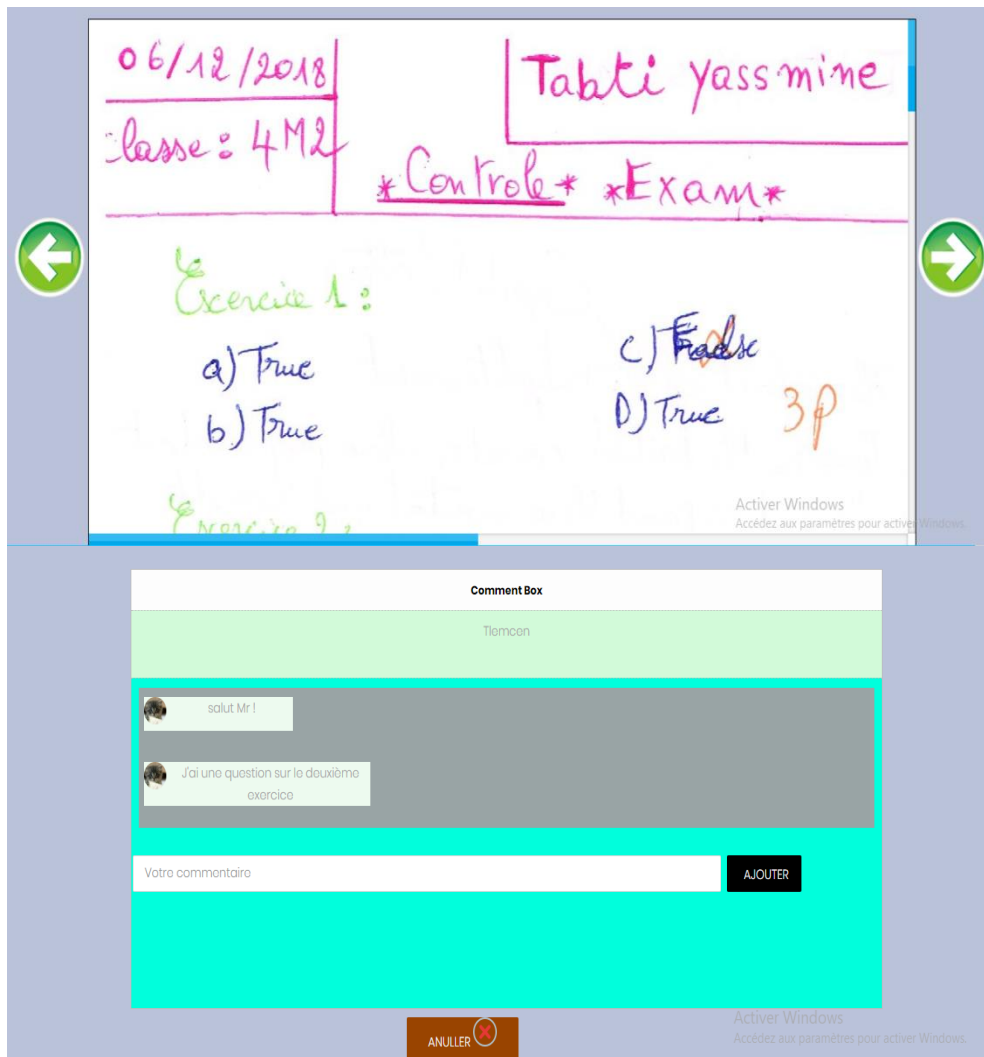 06/12/2018
Tabti yassmine
classe: 4M2
*Controle* *Exam*
Exercice 1:
a) True
c) False
b) True
D) True
3p
Exercice 2:
Activer Windows
Accédez aux paramètres pour activer Windows.
Comment Box
Tlemcen
salut Mr !
J'ai une question sur le deuxième
exercice
Votre commentaire
AJOUTER
ANULLER
Activer Windows
Accédez aux paramètres pour activer Windows.